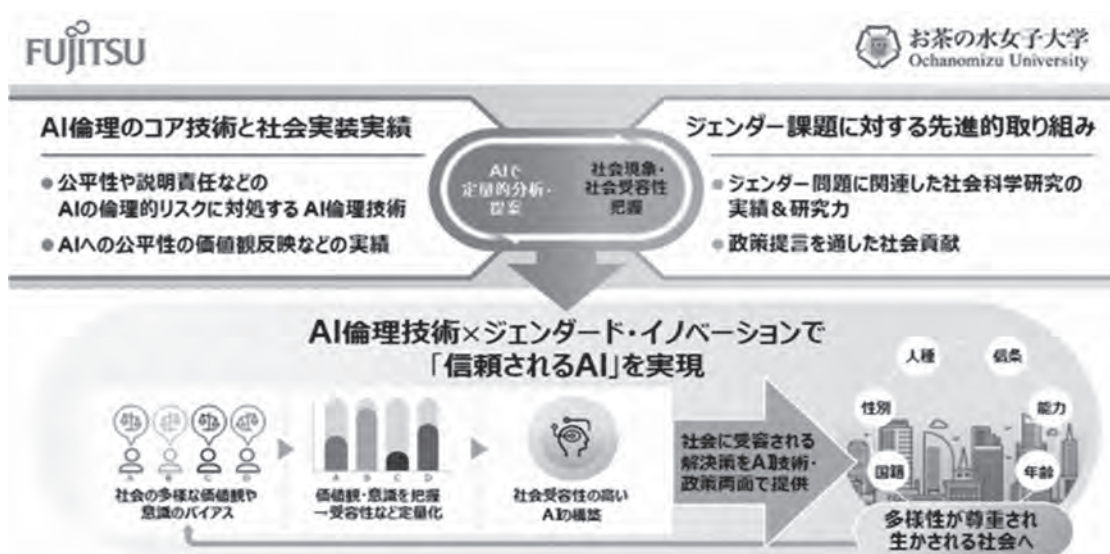 FUJITSU
お茶の水女子大学
Ochanomizu University
AI倫理のコア技術と社会実装実績
● 公平性や説明責任などの
AIの倫理的リスクに対処する AI倫理技術
● AIへの公平性の価値観反映などの実績
AIで
定量的分析・
提案
社会現象・
社会受容性
把握
ジェンダー課題に対する先進的取り組み
● ジェンダー問題に関連した社会科学研究の
実績&研究力
● 政策提言を通した社会貢献
AI倫理技術×ジェンダード・イノベーションで
「信頼されるAI」を実現
A B C D
社会の多様な価値観や
意識のバイアス
A B C D
価値観・意識を把握
→受容性など定量化
社会受容性の高い
AIの構築
社会に受容される
解決策をAI技術・
政策両面で提供
人種
信条
性別
能力
国籍
年齢
多様性が尊重され
生かされる社会へ